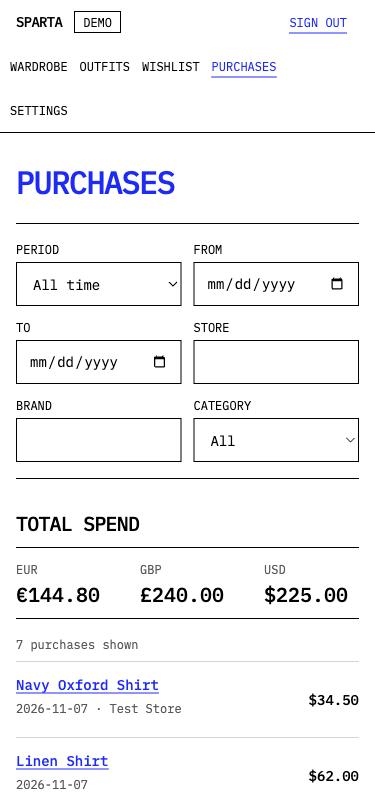 SPARTA DEMO SIGN OUT
WARDROBE OUTFITS WISHLIST PURCHASES
SETTINGS
PURCHASES
PERIOD FROM
All time mm/dd/yyyy
TO STORE
mm/dd/yyyy
BRAND CATEGORY
All
TOTAL SPEND
EUR GBP USD
€144.80 £240.00 $225.00
7 purchases shown
Navy Oxford Shirt
2026-11-07 · Test Store $34.50
Linen Shirt
2026-11-07 $62.00